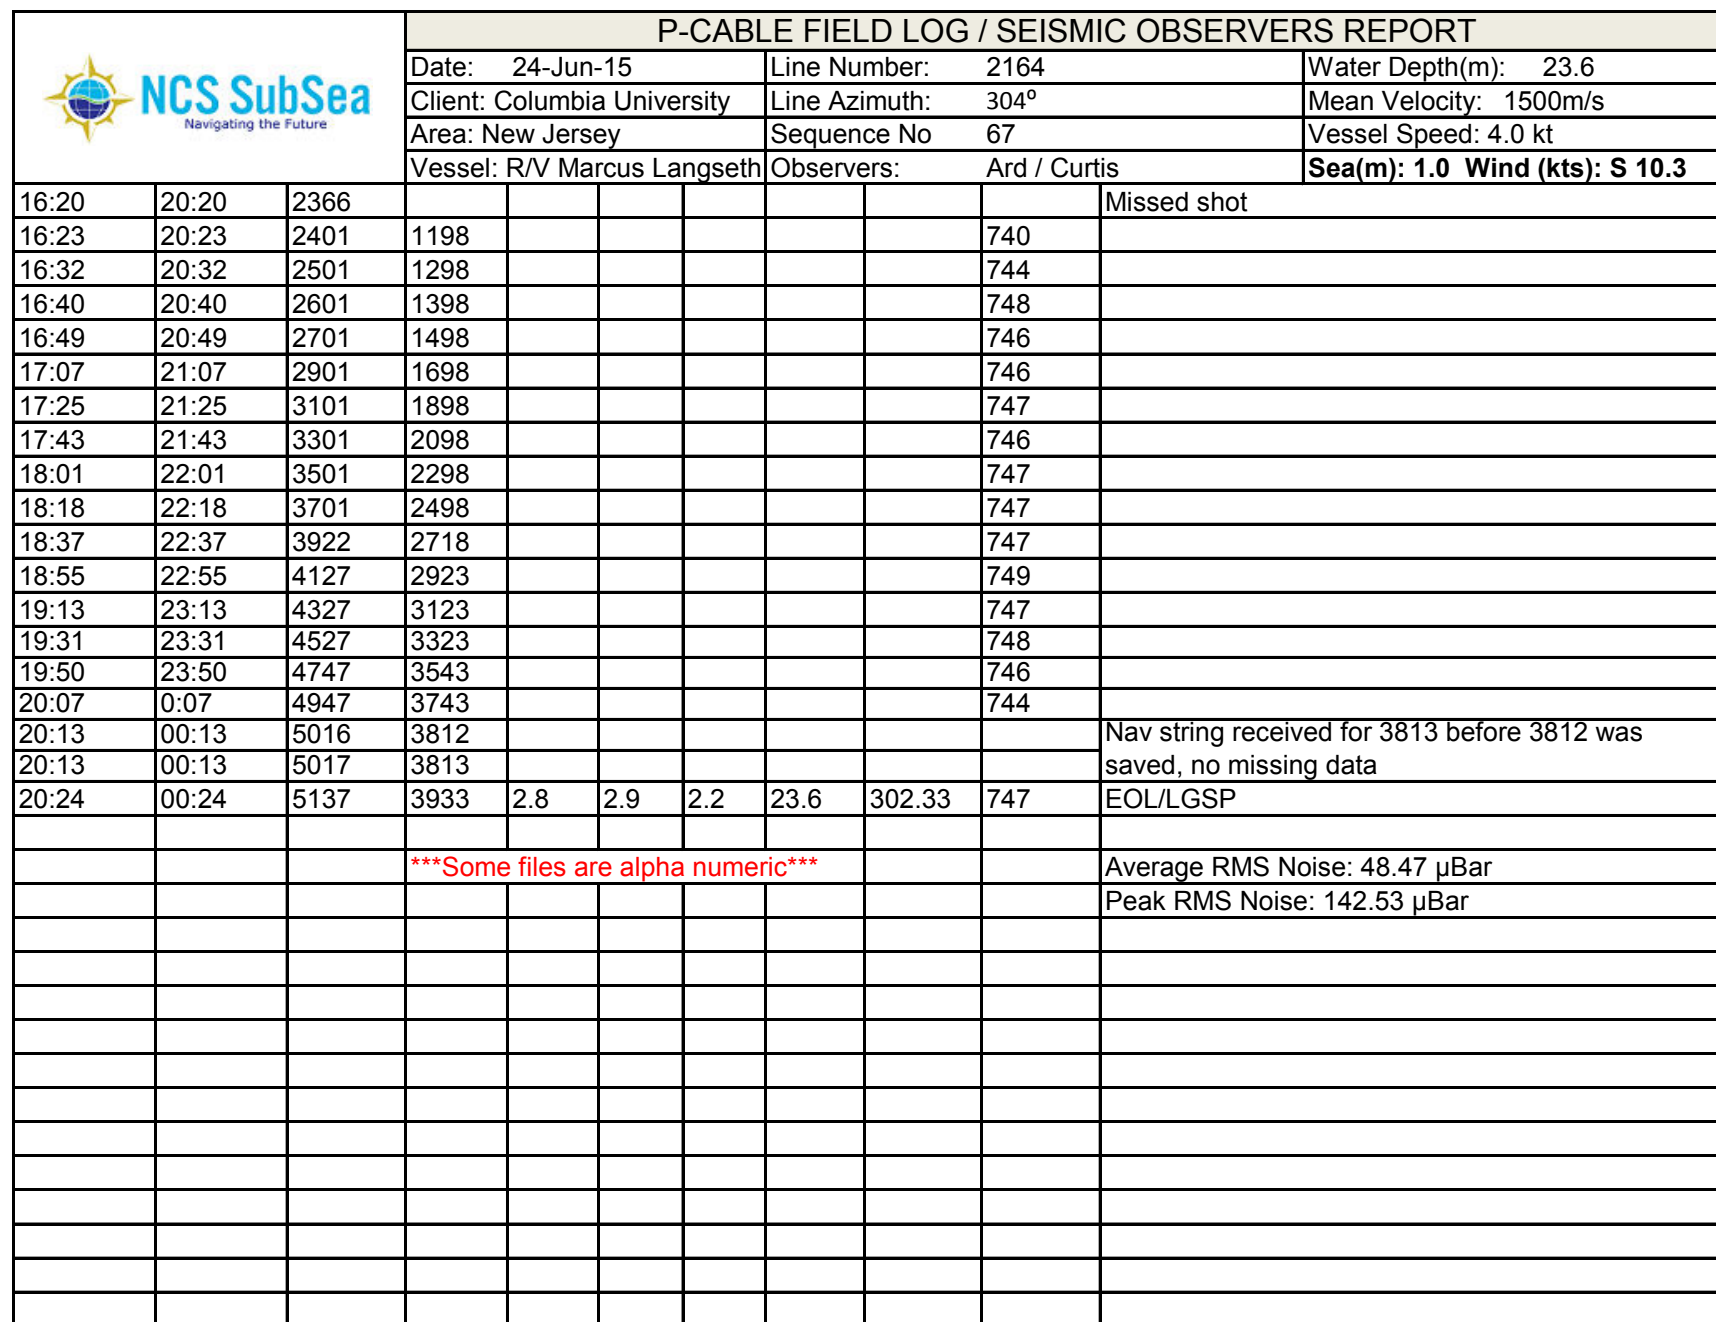 P-CABLE FIELD LOG / SEISMIC OBSERVERS REPORT
NCS SubSea
Navigating the Future
Date: 24-Jun-15 Line Number: 2164 Water Depth(m): 23.6
Client: Columbia University Line Azimuth: 304º Mean Velocity: 1500m/s
Area: New Jersey Sequence No 67 Vessel Speed: 4.0 kt
Vessel: R/V Marcus Langseth Observers: Ard / Curtis Sea(m): 1.0 Wind (kts): S 10.3
16:20 20:20 2366 Missed shot
16:23 20:23 2401 1198 740
16:32 20:32 2501 1298 744
16:40 20:40 2601 1398 748
16:49 20:49 2701 1498 746
17:07 21:07 2901 1698 746
17:25 21:25 3101 1898 747
17:43 21:43 3301 2098 746
18:01 22:01 3501 2298 747
18:18 22:18 3701 2498 747
18:37 22:37 3922 2718 747
18:55 22:55 4127 2923 749
19:13 23:13 4327 3123 747
19:31 23:31 4527 3323 748
19:50 23:50 4747 3543 746
20:07 0:07 4947 3743 744
20:13 00:13 5016 3812 Nav string received for 3813 before 3812 was
20:13 00:13 5017 3813 saved, no missing data
20:24 00:24 5137 3933 2.8 2.9 2.2 23.6 302.33 747 EOL/LGSP
***Some files are alpha numeric*** Average RMS Noise: 48.47 µBar
Peak RMS Noise: 142.53 µBar